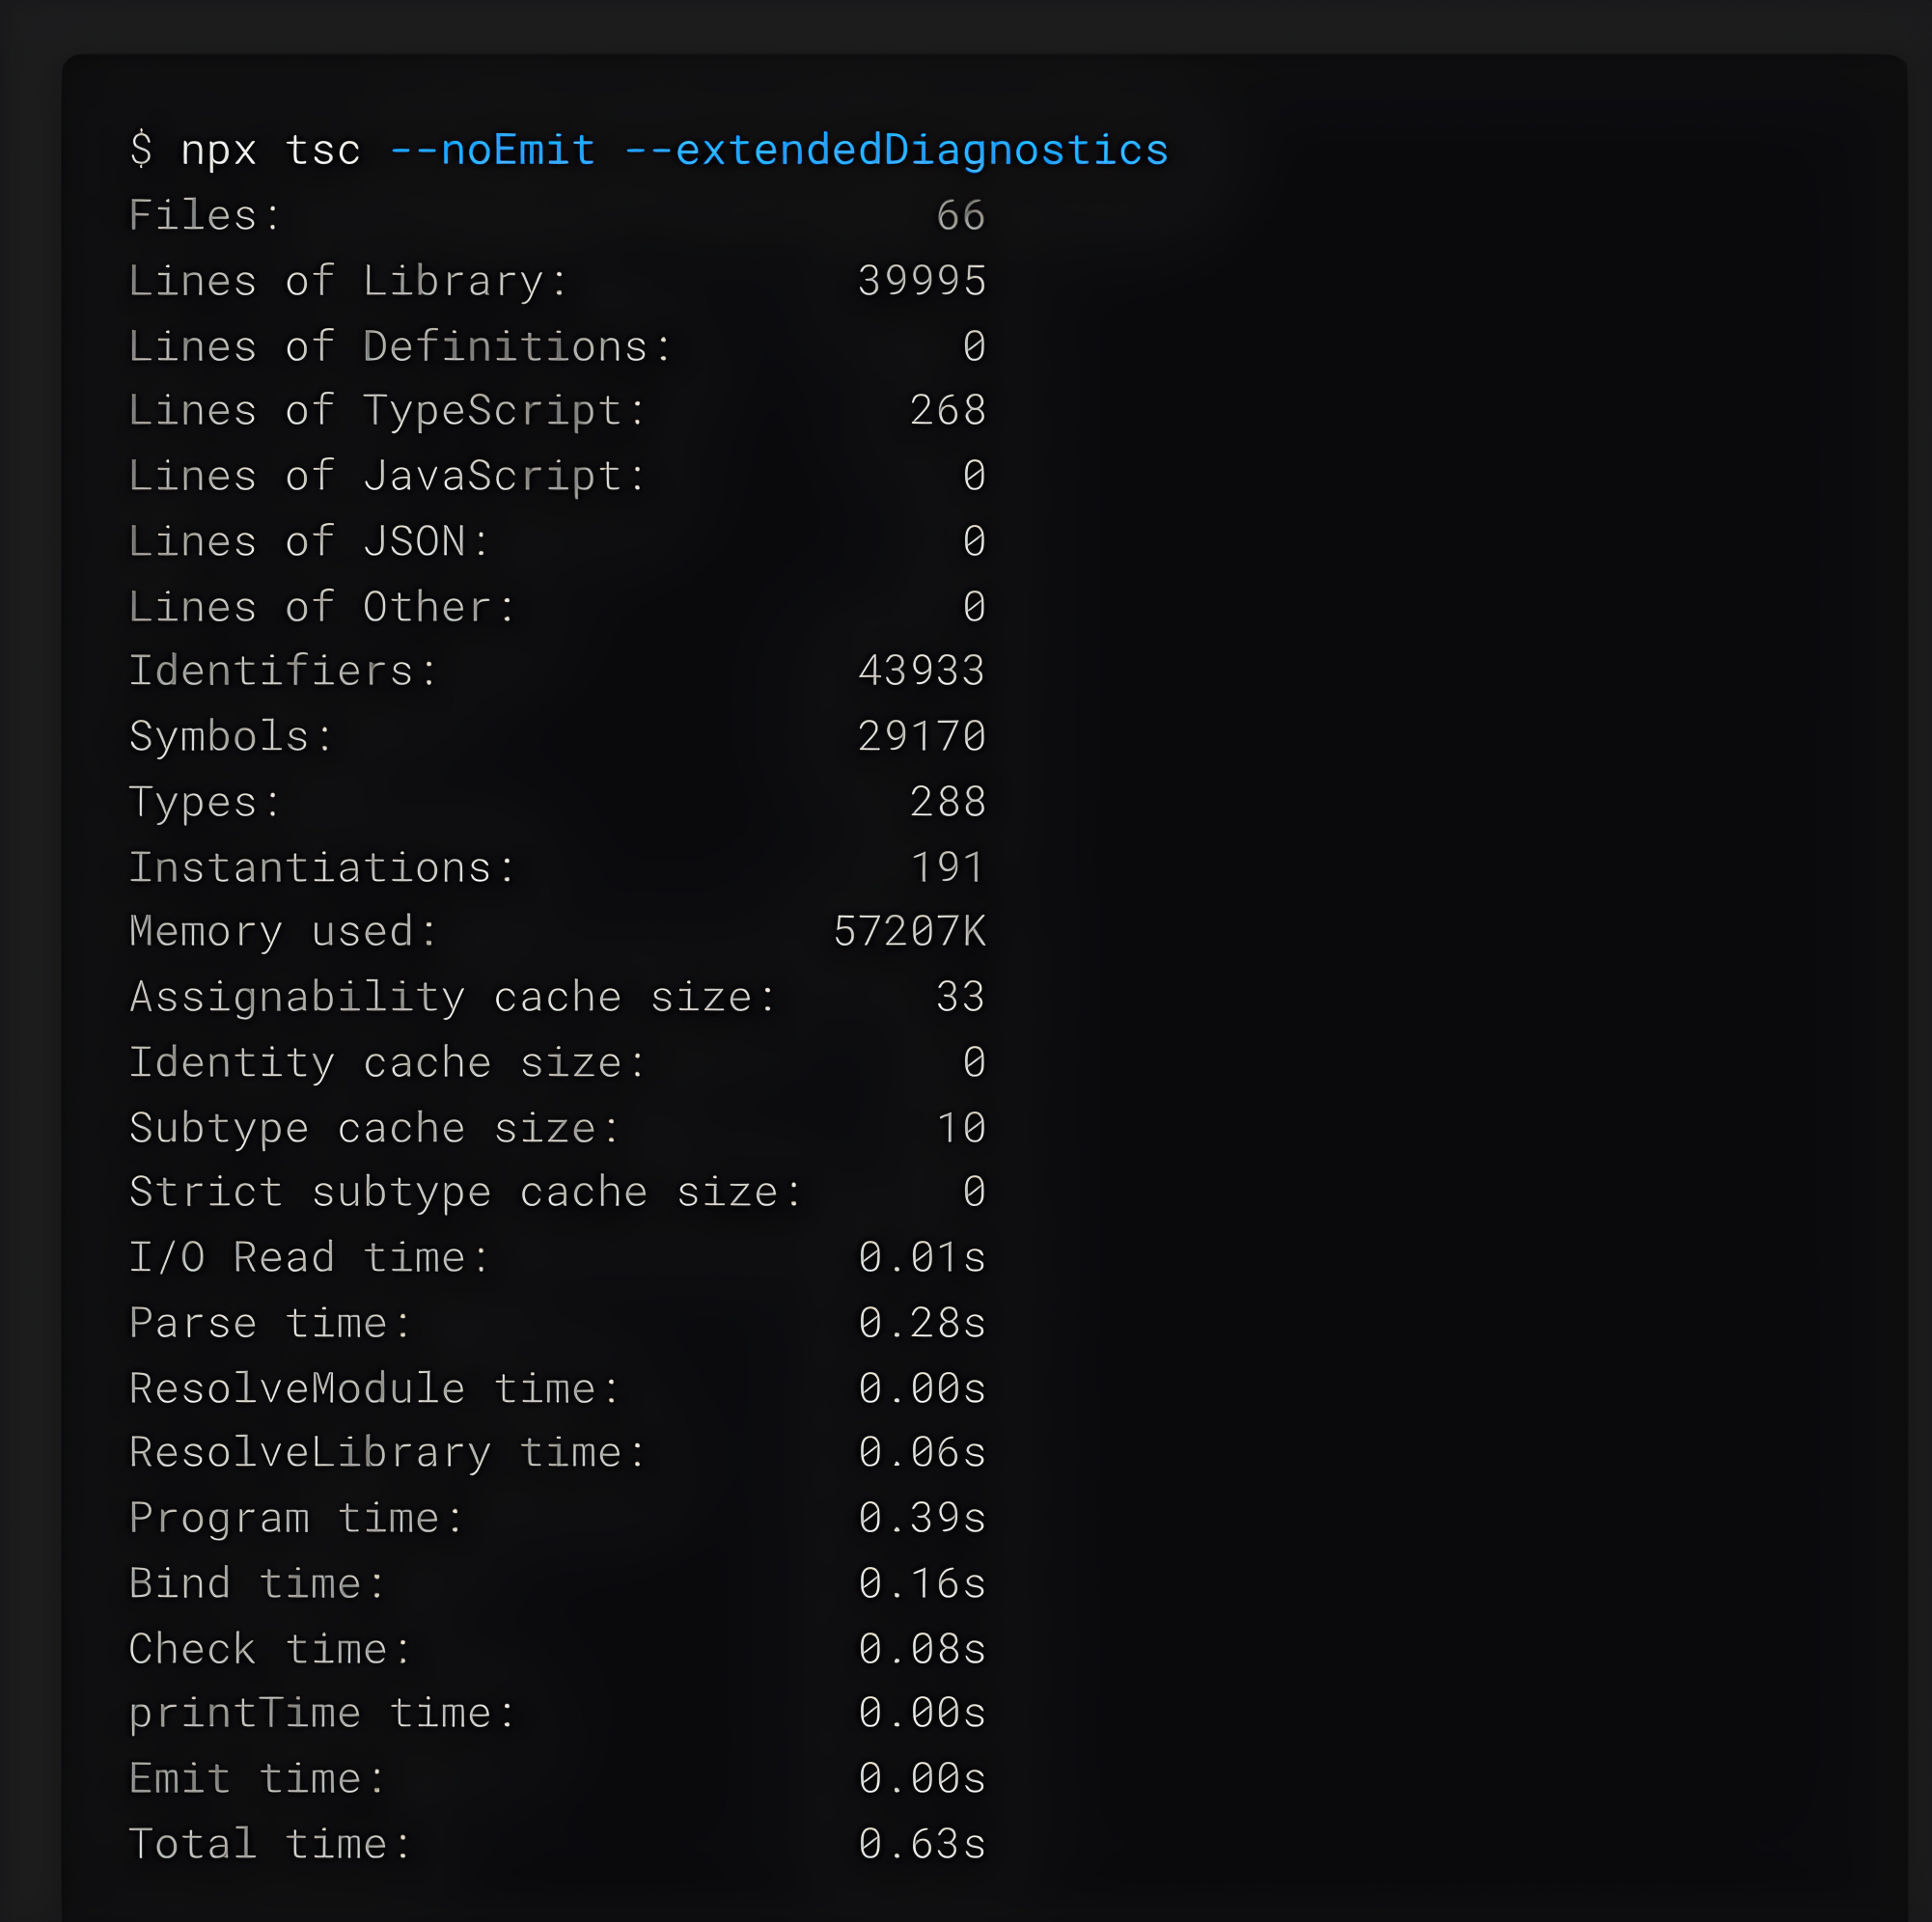 $ npx tsc --noEmit --extendedDiagnostics
Files: 66
Lines of Library: 39995
Lines of Definitions: 0
Lines of TypeScript: 268
Lines of JavaScript: 0
Lines of JSON: 0
Lines of Other: 0
Identifiers: 43933
Symbols: 29170
Types: 288
Instantiations: 191
Memory used: 57207K
Assignability cache size: 33
Identity cache size: 0
Subtype cache size: 10
Strict subtype cache size: 0
I/O Read time: 0.01s
Parse time: 0.28s
ResolveModule time: 0.00s
ResolveLibrary time: 0.06s
Program time: 0.39s
Bind time: 0.16s
Check time: 0.08s
printTime time: 0.00s
Emit time: 0.00s
Total time: 0.63s